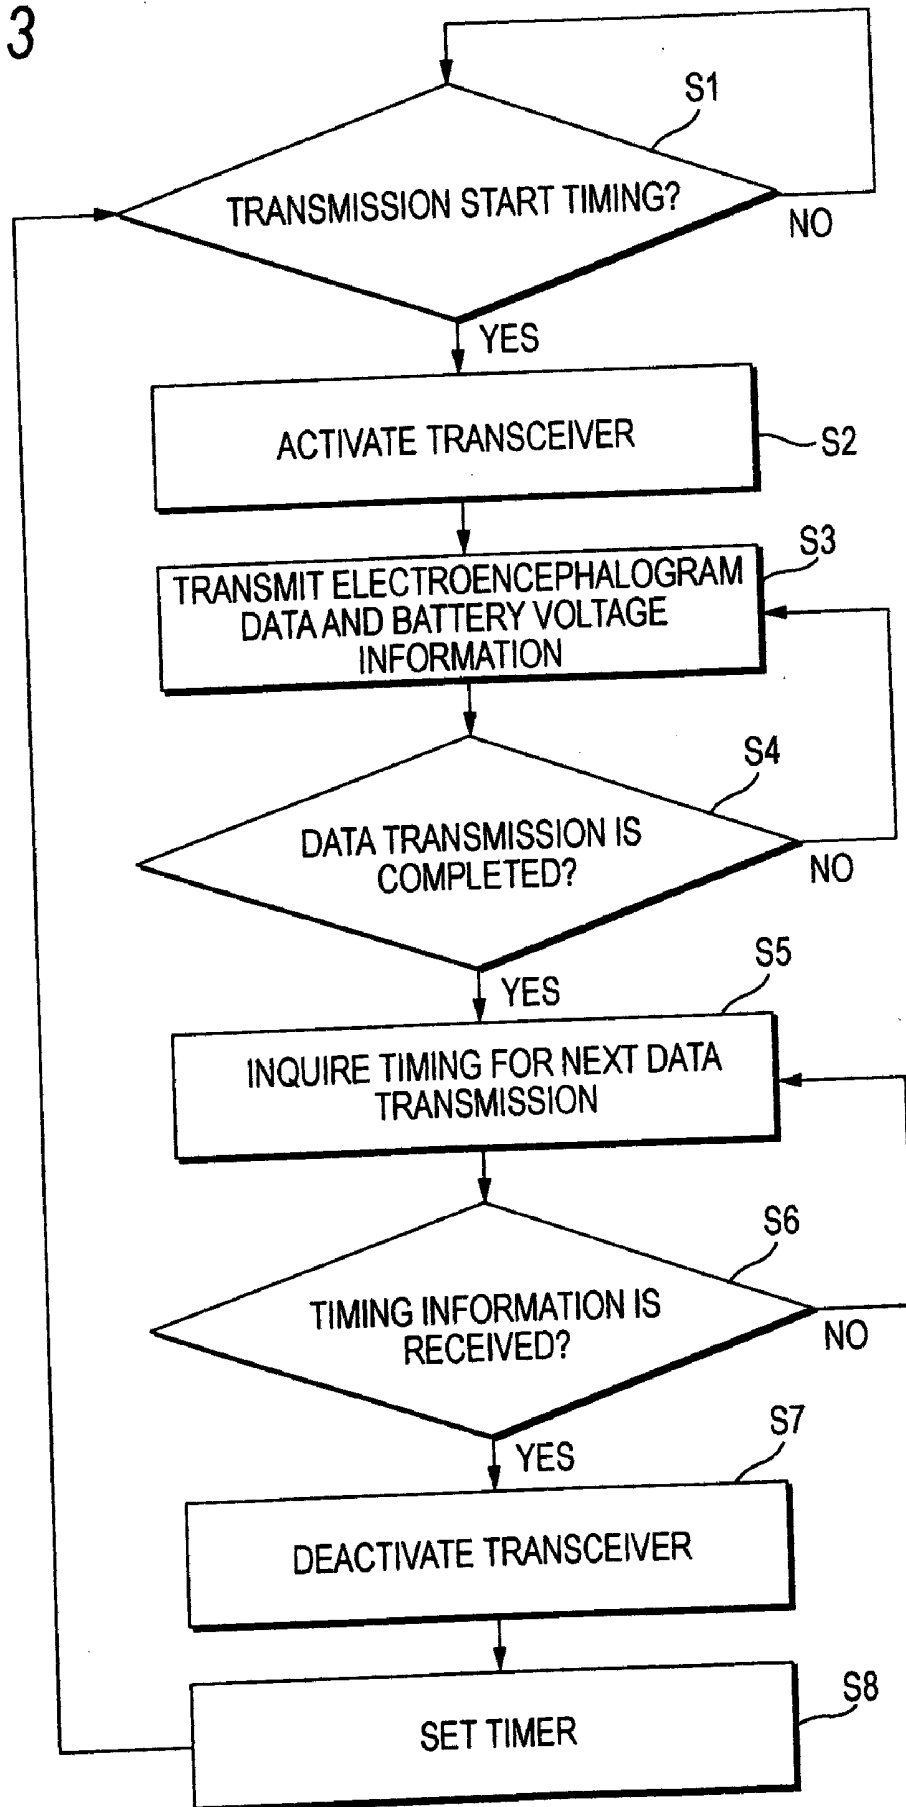 3
S1
TRANSMISSION START TIMING?
NO
YES
ACTIVATE TRANSCEIVER
S2
S3
TRANSMIT ELECTROENCEPHALOGRAM
DATA AND BATTERY VOLTAGE
INFORMATION
S4
DATA TRANSMISSION IS
COMPLETED?
NO
YES
S5
INQUIRE TIMING FOR NEXT DATA
TRANSMISSION
S6
TIMING INFORMATION IS
RECEIVED?
NO
YES
S7
DEACTIVATE TRANSCEIVER
S8
SET TIMER